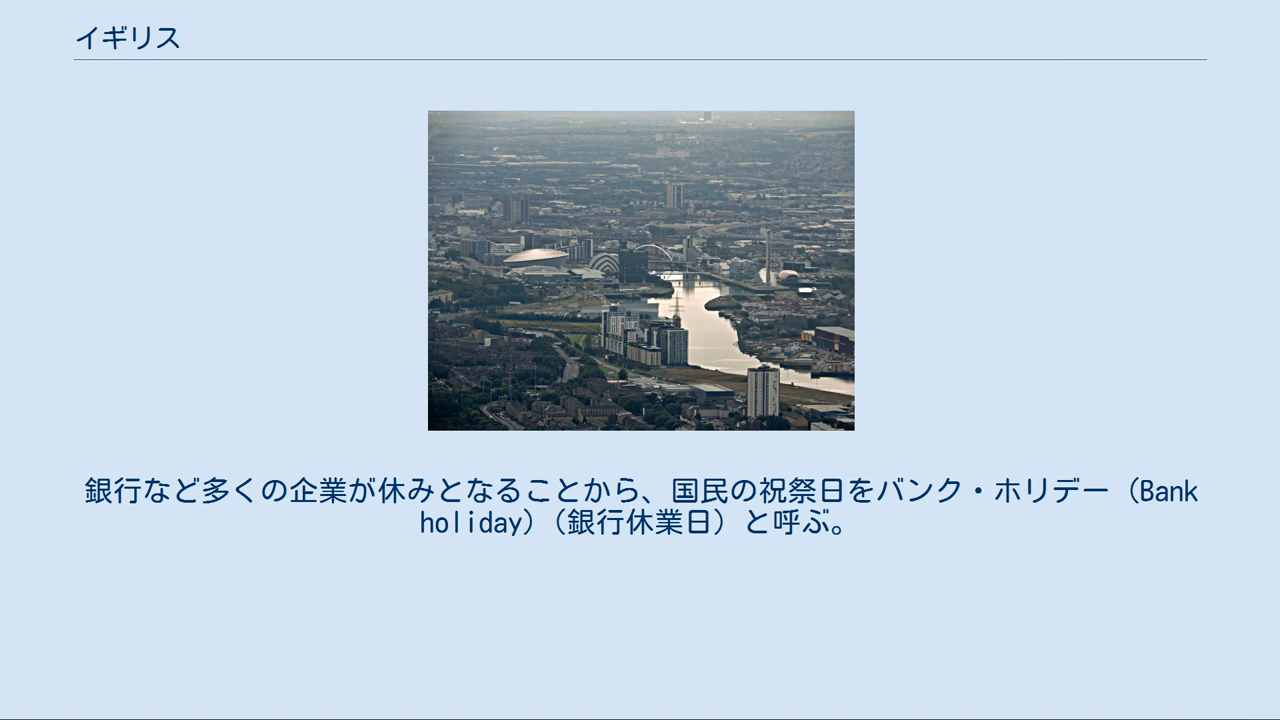 イギリス
銀行など多くの企業が休みとなることから、国民の祝祭日をバンク・ホリデー（Bank
holiday）（銀行休業日）と呼ぶ。